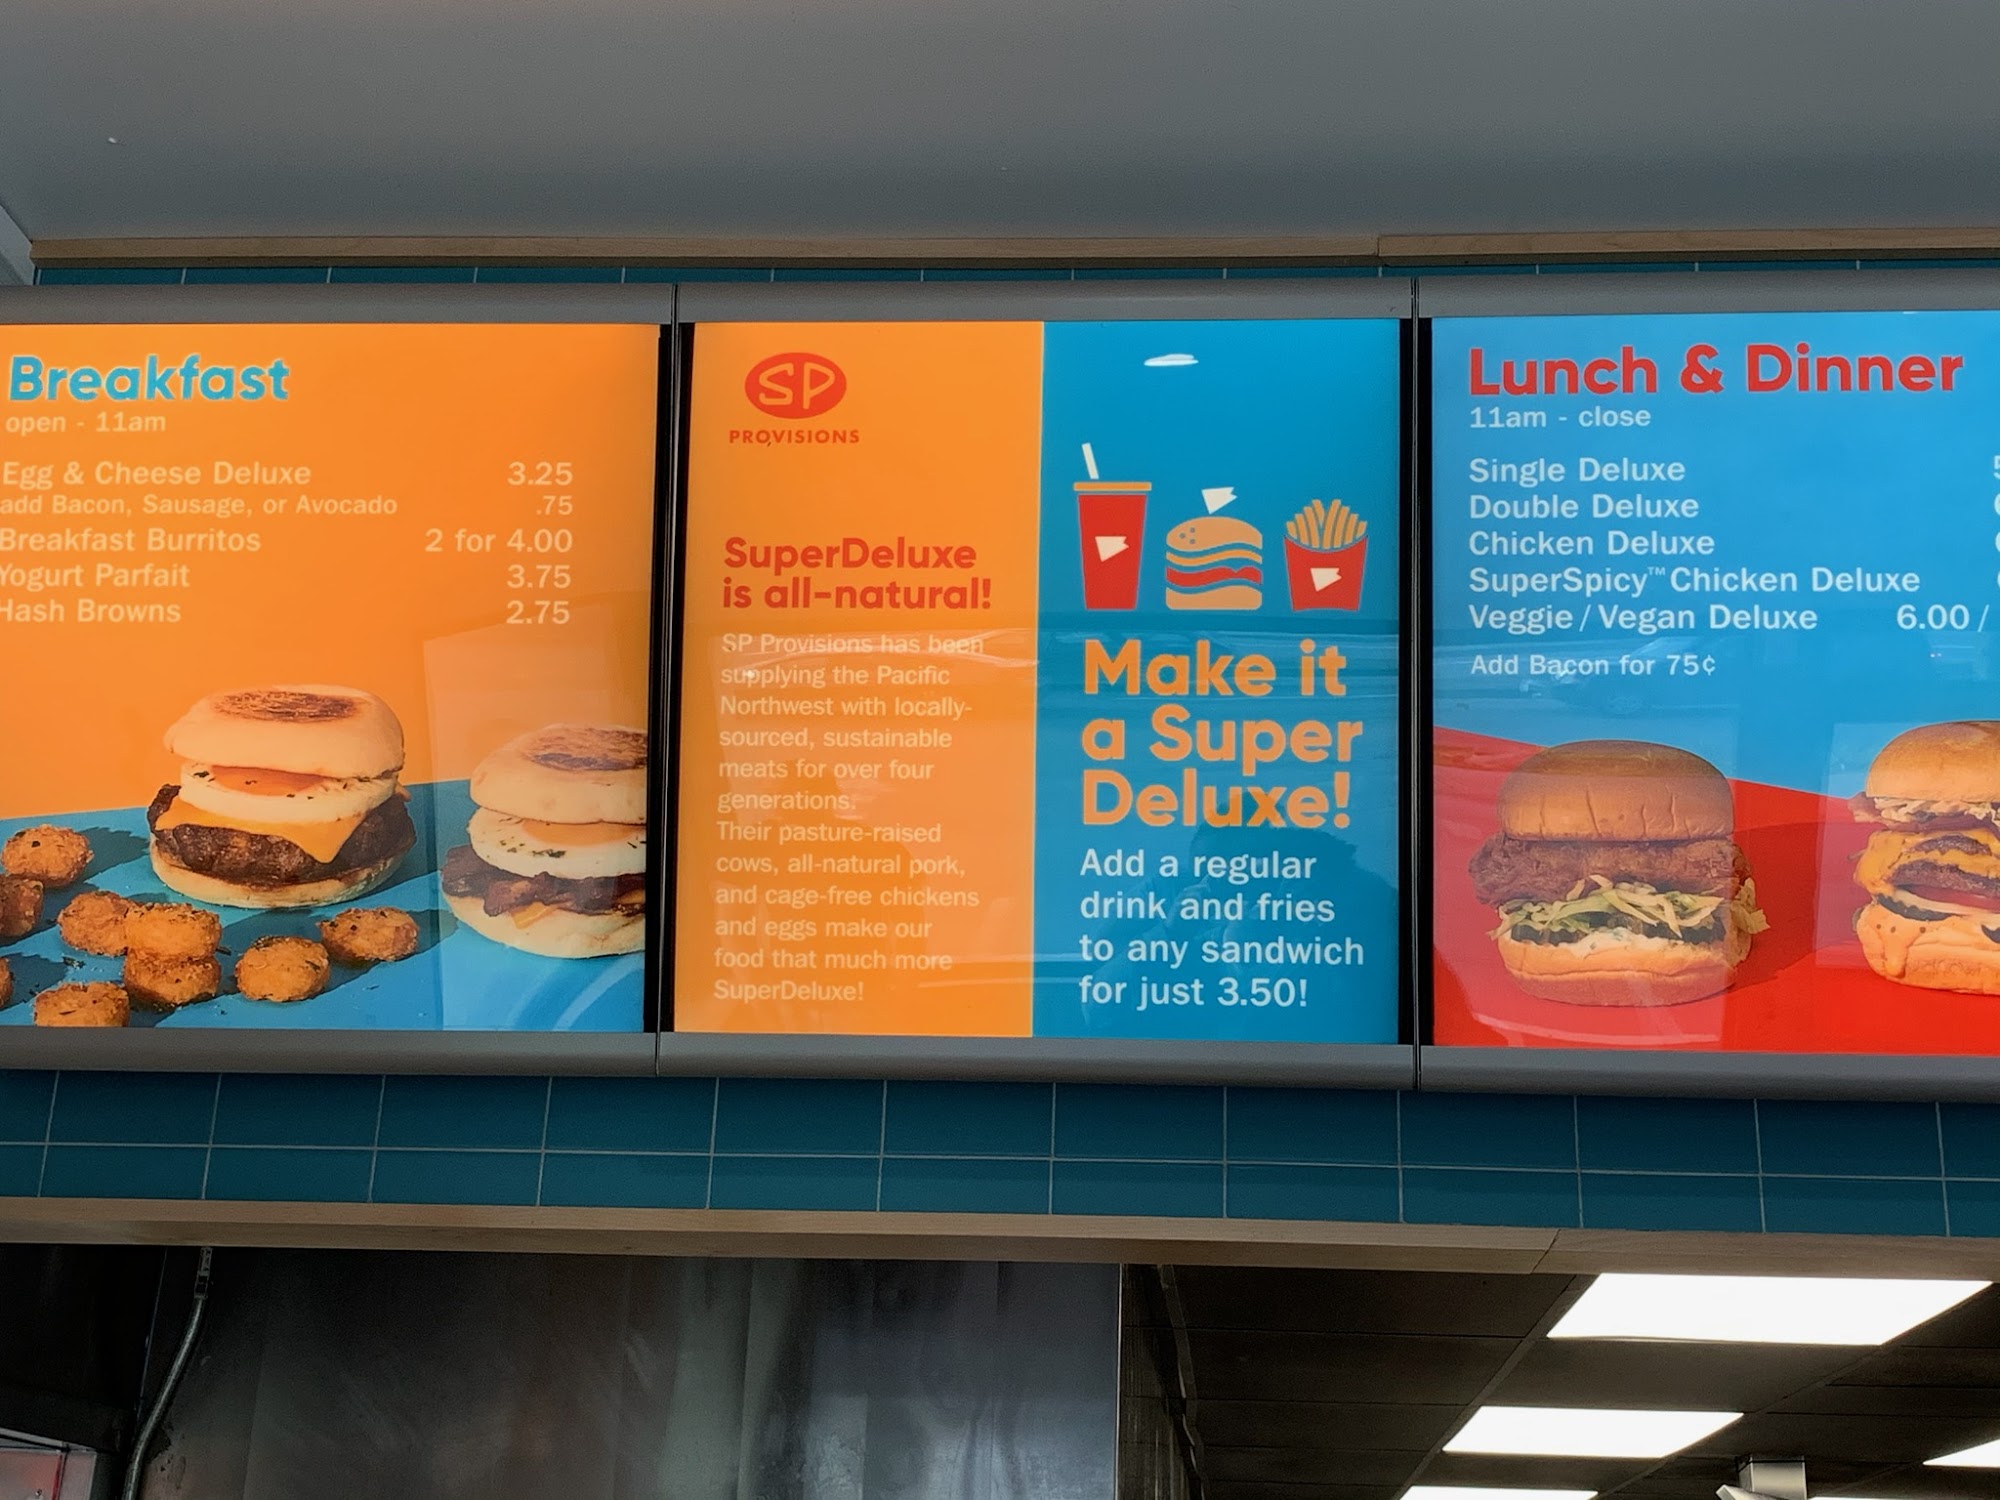 Breakfast
open - 11am
Egg & Cheese Deluxe 3.25
add Bacon, Sausage, or Avocado .75
Breakfast Burritos 2 for 4.00
Yogurt Parfait 3.75
Hash Browns 2.75
SP
PROVISIONS
SuperDeluxe
is all-natural!
SP Provisions has been
supplying the Pacific
Northwest with locally-
sourced, sustainable
meats for over four
generations.
Their pasture-raised
cows, all-natural pork,
and cage-free chickens
and eggs make our
food that much more
SuperDeluxe!
Make it
a Super
Deluxe!
Add a regular
drink and fries
to any sandwich
for just 3.50!
Lunch & Dinner
11am - close
Single Deluxe
Double Deluxe
Chicken Deluxe
SuperSpicy™ Chicken Deluxe
Veggie / Vegan Deluxe 6.00 /
Add Bacon for 75¢